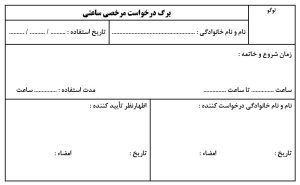 لوگو
برگ درخواست مرخصی ساعتی
نام و نام خانوادگی : ........................................
تاریخ استفاده : ........ / ........ / ........
زمان شروع و خاتمه :
ساعت .............. تا ساعت ..............
مدت استفاده : .............. ساعت
نام و نام خانوادگی درخواست کننده :
تاریخ : امضاء :
اظهارنظر تأیید کننده :
تاریخ : امضاء :